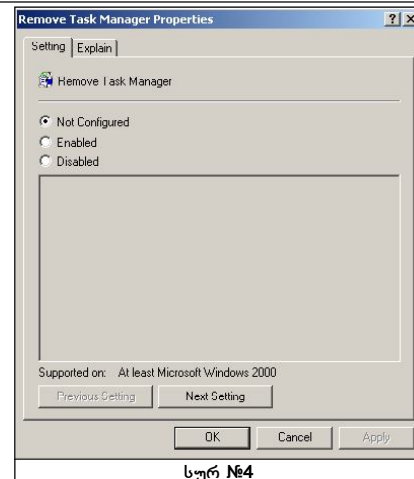 Remove Task Manager Properties
Setting
Explain
Remove Task Manager
Not Configured
Enabled
Disabled
Supported on: At least Microsoft Windows 2000
Previous Setting
Next Setting
OK
Cancel
Apply
სურ №4